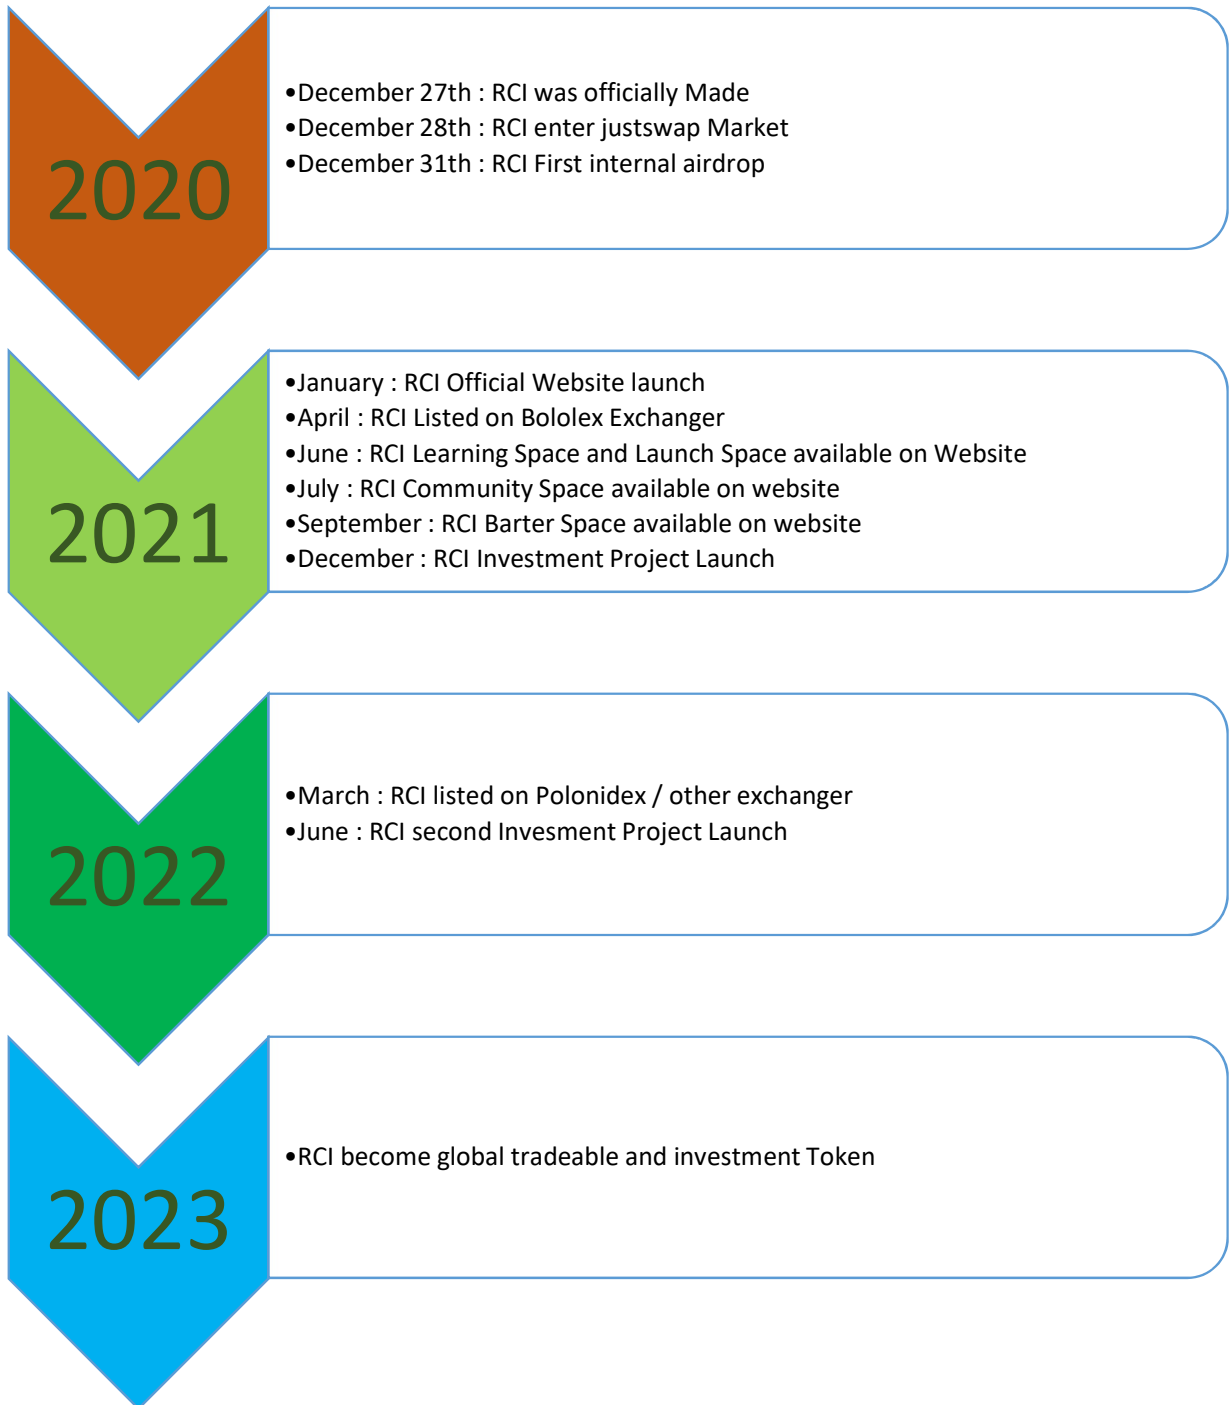 2020
•December 27th : RCI was officially Made
•December 28th : RCI enter justswap Market
•December 31th : RCI First internal airdrop
2021
•January : RCI Official Website launch
•April : RCI Listed on Bololex Exchanger
•June : RCI Learning Space and Launch Space available on Website
•July : RCI Community Space available on website
•September : RCI Barter Space available on website
•December : RCI Investment Project Launch
2022
•March : RCI listed on Polonidex / other exchanger
•June : RCI second Invesment Project Launch
2023
•RCI become global tradeable and investment Token